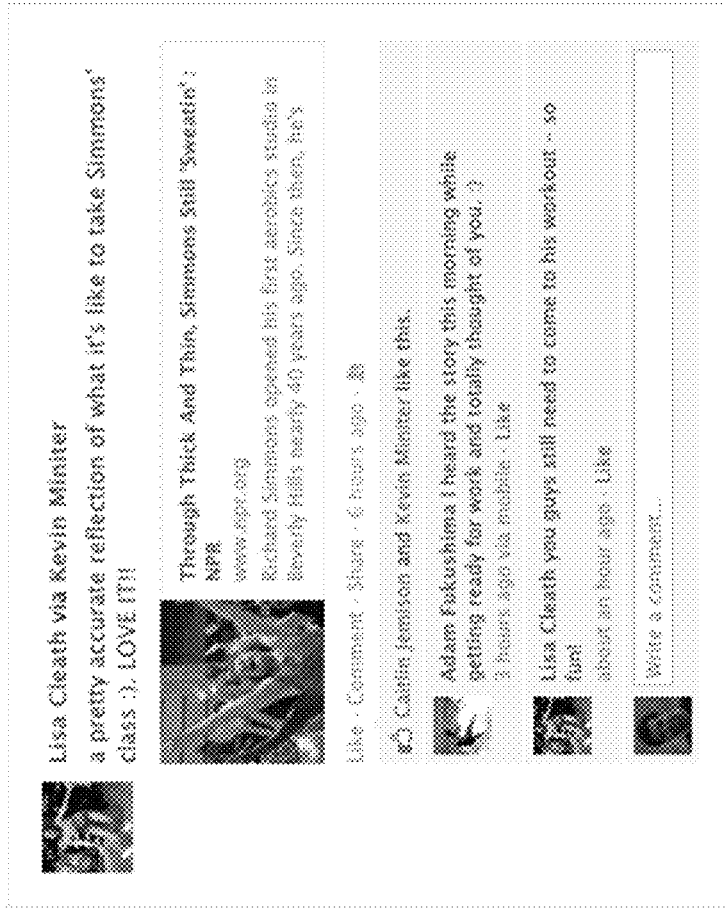 Lisa Cleath via Kevin Miniter
a pretty accurate reflection of what it's like to take Simmons'
class :). LOVE IT!!
Through Thick And Thin, Simmons Still 'Sweatin' :
NPR
www.npr.org
Richard Simmons opened his first aerobics studio in
Beverly Hills nearly 40 years ago. Since then, he's
Like · Comment · Share · 6 hours ago ·
Caitlin Jemison and Kevin Miniter like this.
Adam Fukushima I heard the story this morning while
getting ready for work and totally thought of you. :)
3 hours ago via mobile · Like
Lisa Cleath you guys still need to come to his workout - so
fun!
about an hour ago · Like
Write a comment...